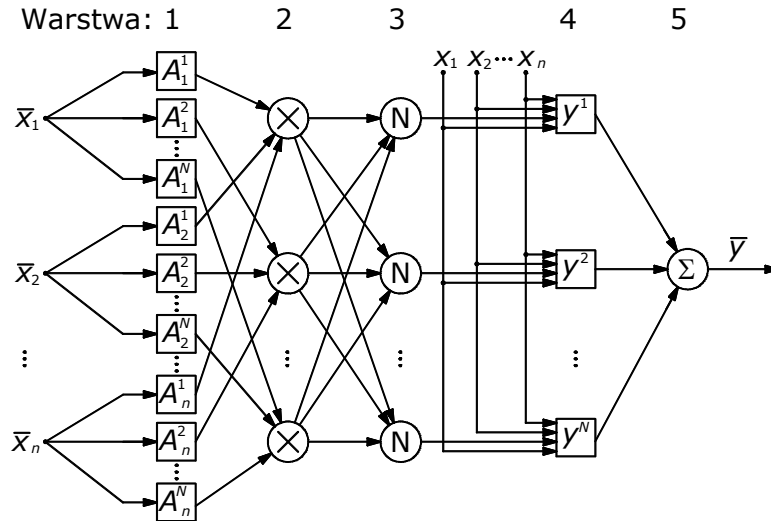 Warstwa: 1 2 3 4 5
x₁ x₂ ··· xₙ
A₁¹
x̅₁ A₁² × N y¹
A₁ᴺ
A₂¹
x̅₂ A₂² × N y² Σ y̅
A₂ᴺ
Aₙ¹
x̅ₙ Aₙ² × N yᴺ
Aₙᴺ